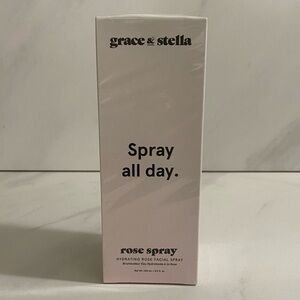 grace & stella
Spray
all day.
rose spray
HYDRATING ROSE FACIAL SPRAY